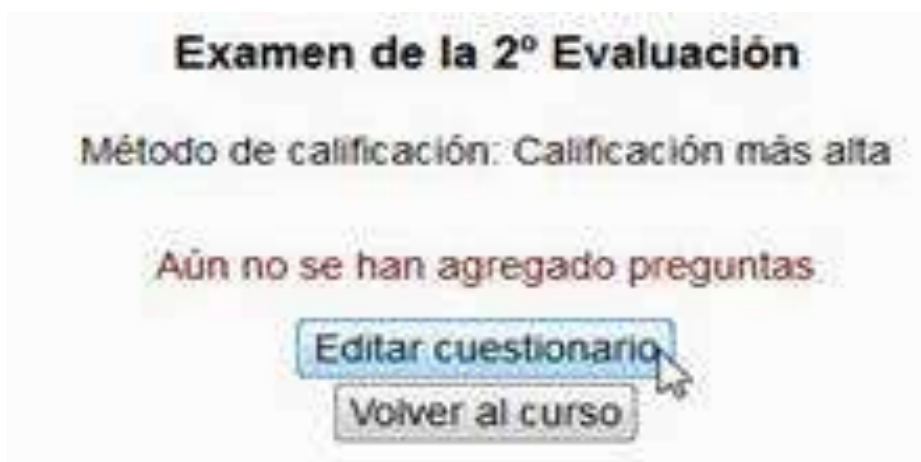 Examen de la 2º Evaluación
Método de calificación: Calificación más alta
Aún no se han agregado preguntas
Editar cuestionario
Volver al curso